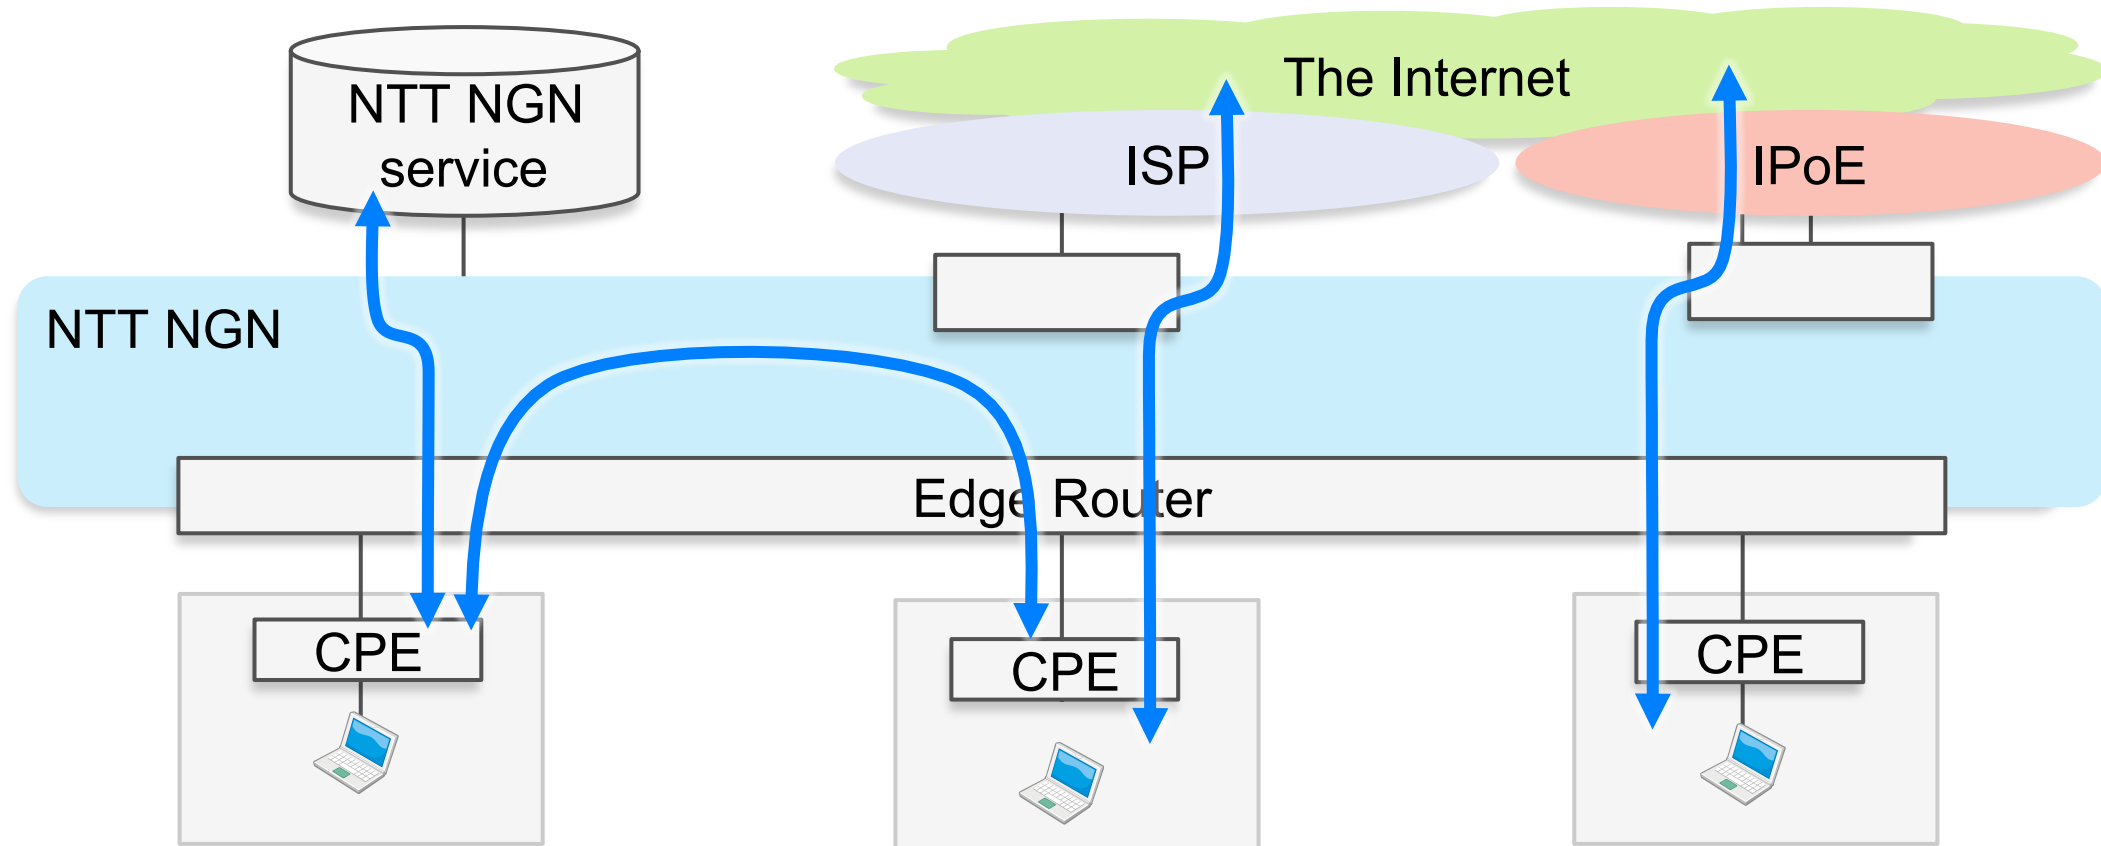 NTT NGN
service
The Internet
ISP
IPoE
NTT NGN
Edge Router
CPE
CPE
CPE